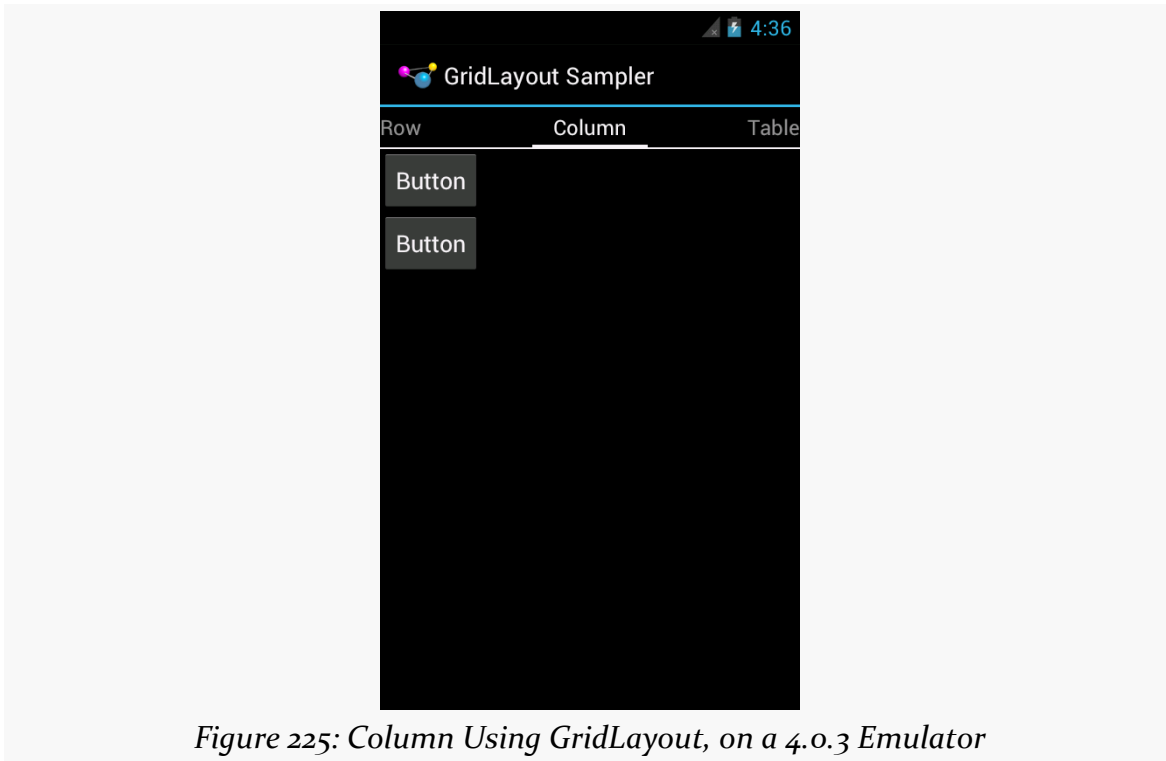 4:36
GridLayout Sampler
Row Column Table
Button
Button
Figure 225: Column Using GridLayout, on a 4.0.3 Emulator